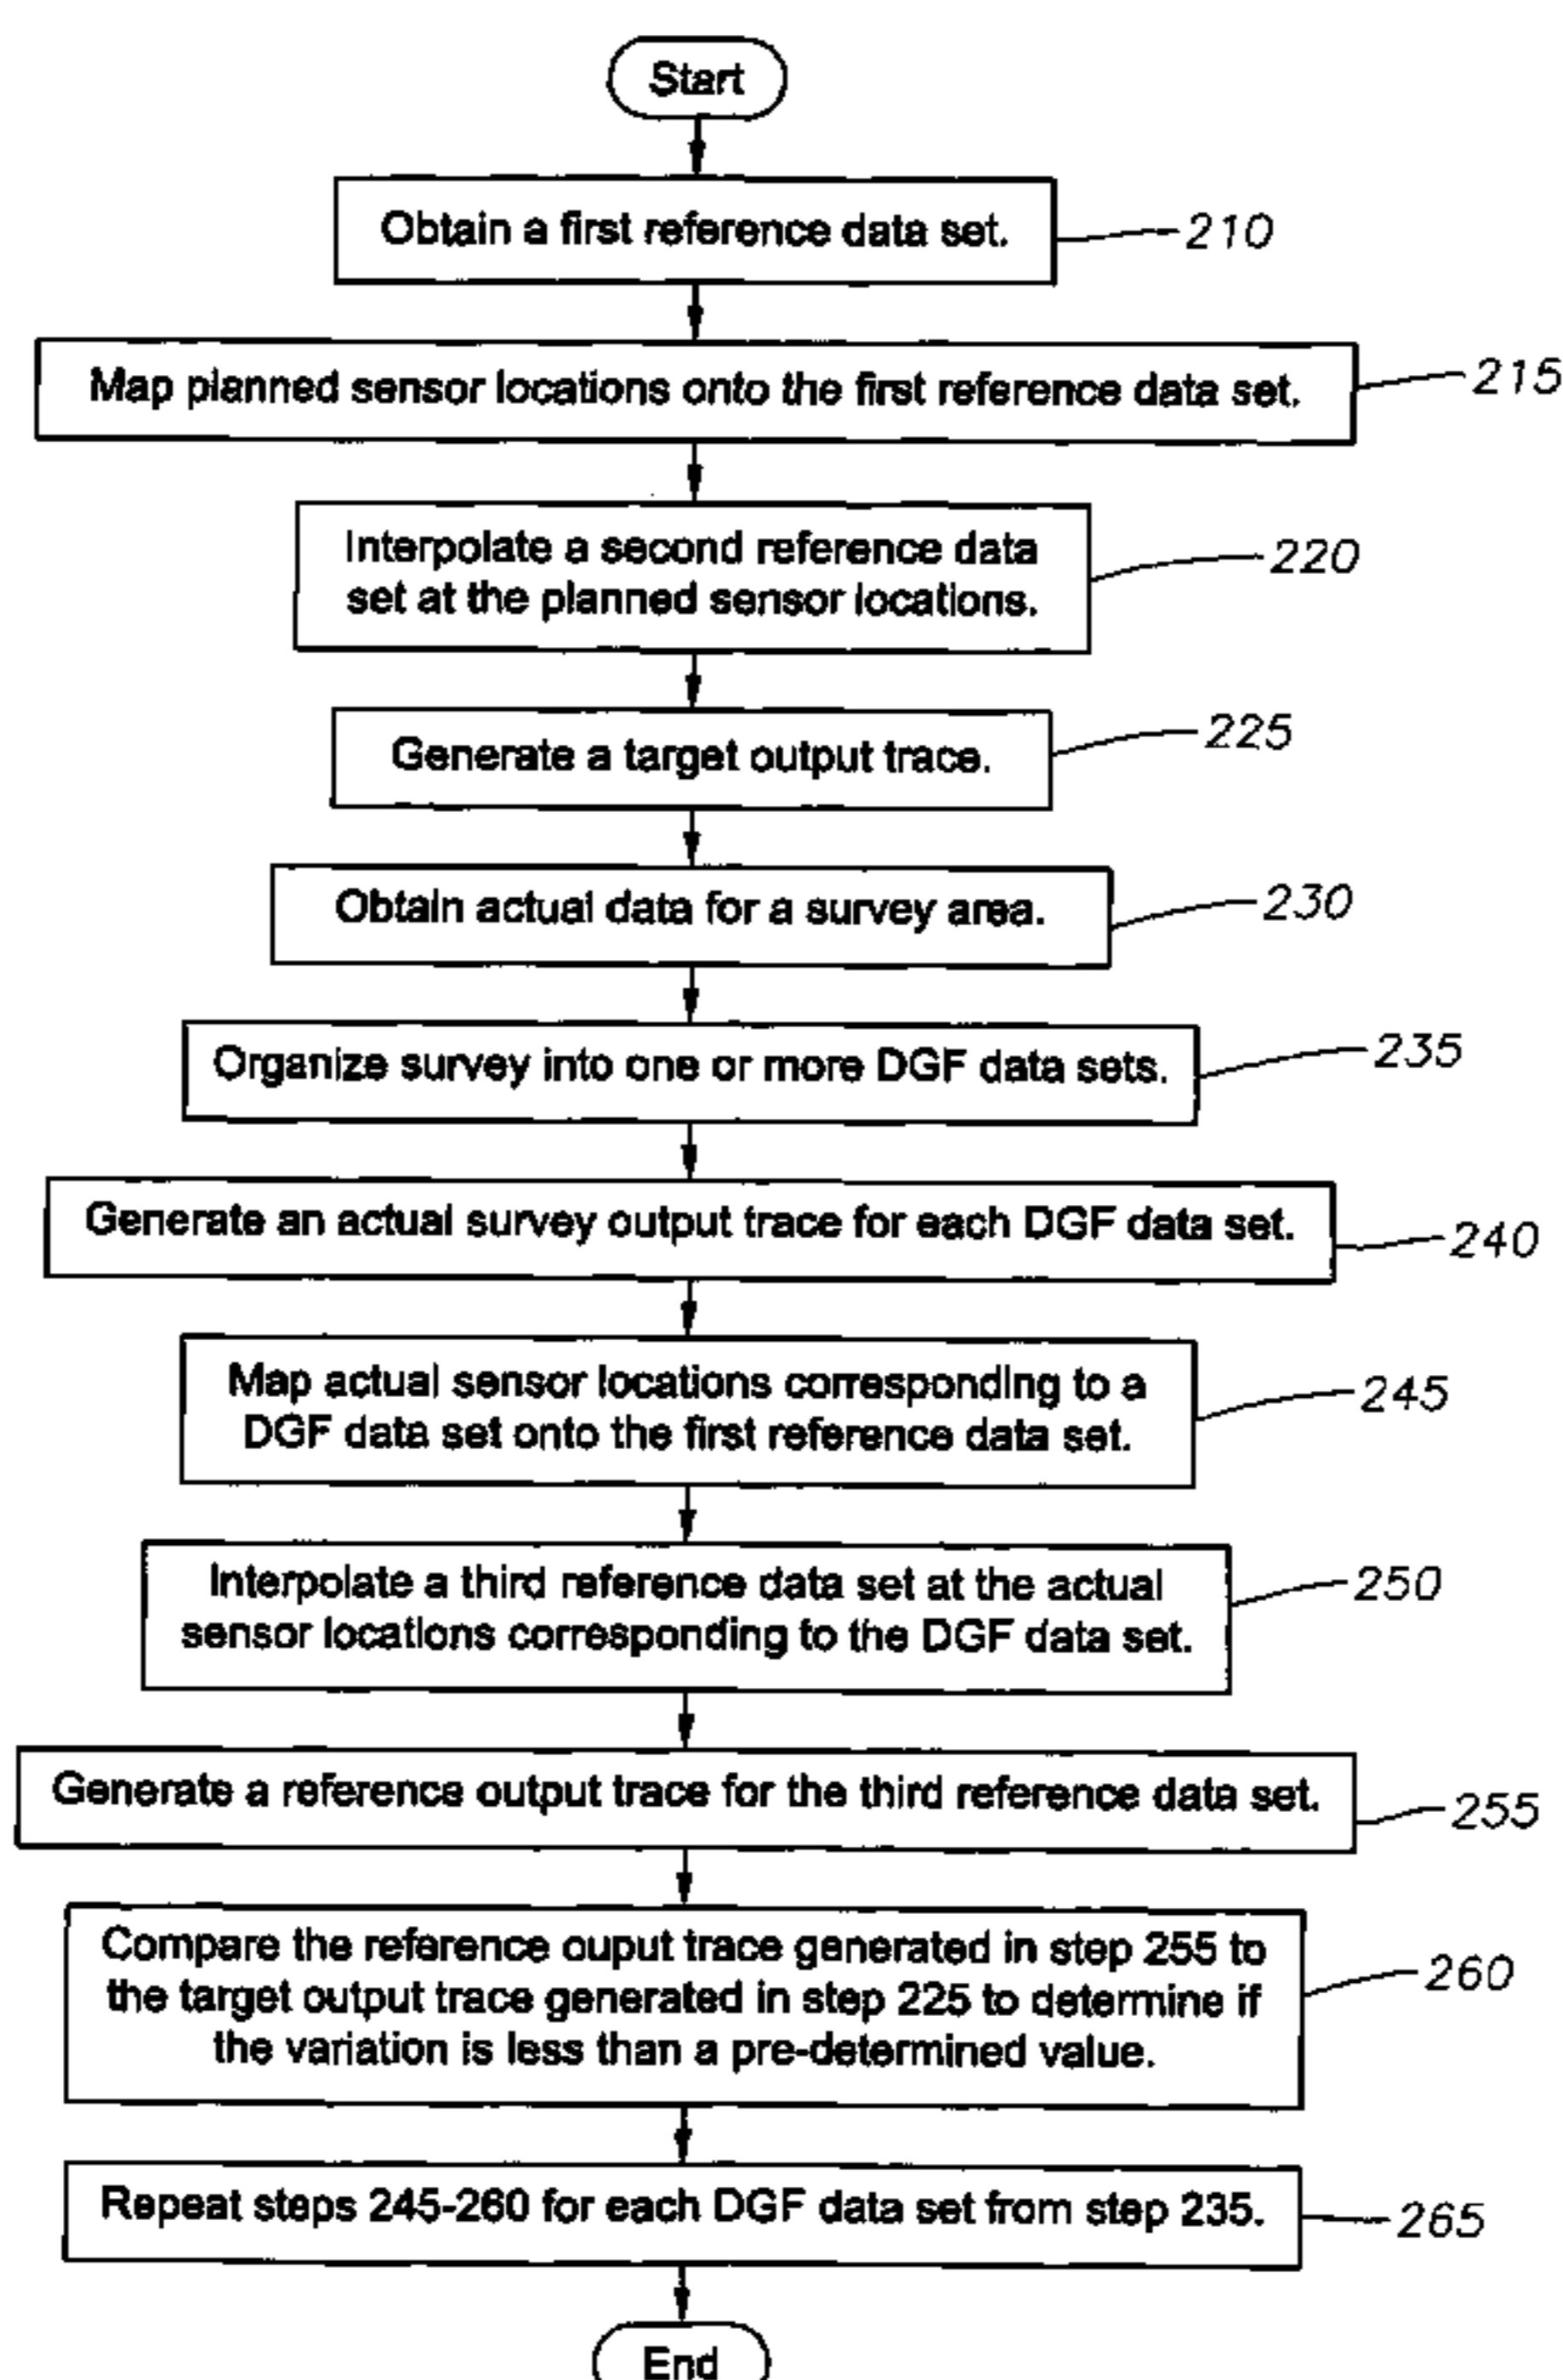 Start
Obtain a first reference data set.
210
Map planned sensor locations onto the first reference data set.
215
Interpolate a second reference data
set at the planned sensor locations.
220
Generate a target output trace.
225
Obtain actual data for a survey area.
230
Organize survey into one or more DGF data sets.
235
Generate an actual survey output trace for each DGF data set.
240
Map actual sensor locations corresponding to a
DGF data set onto the first reference data set.
245
Interpolate a third reference data set at the actual
sensor locations corresponding to the DGF data set.
250
Generate a reference output trace for the third reference data set.
255
Compare the reference ouput trace generated in step 255 to
the target output trace generated in step 225 to determine if
the variation is less than a pre-determined value.
260
Repeat steps 245-260 for each DGF data set from step 235.
265
End